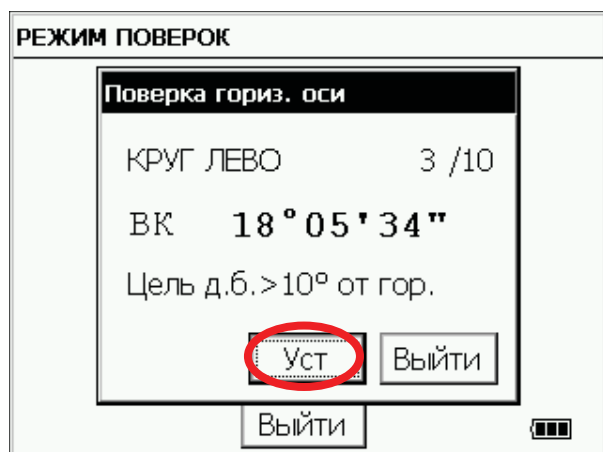 РЕЖИМ ПОВЕРОК
Поверка гориз. оси
КРУГ ЛЕВО 3 /10
ВК 18°05'34"
Цель д.б.>10º от гор.
Уст Выйти
Выйти